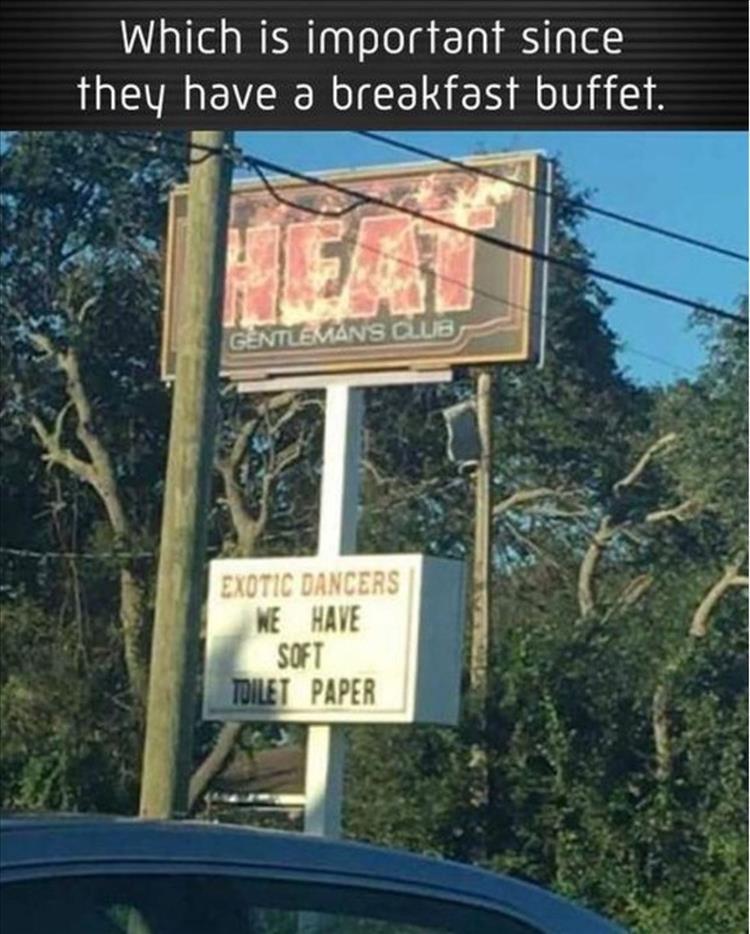 Which is important since
they have a breakfast buffet.
HEAT
GENTLEMAN'S CLUB
EXOTIC DANCERS
WE HAVE
SOFT
TOILET PAPER